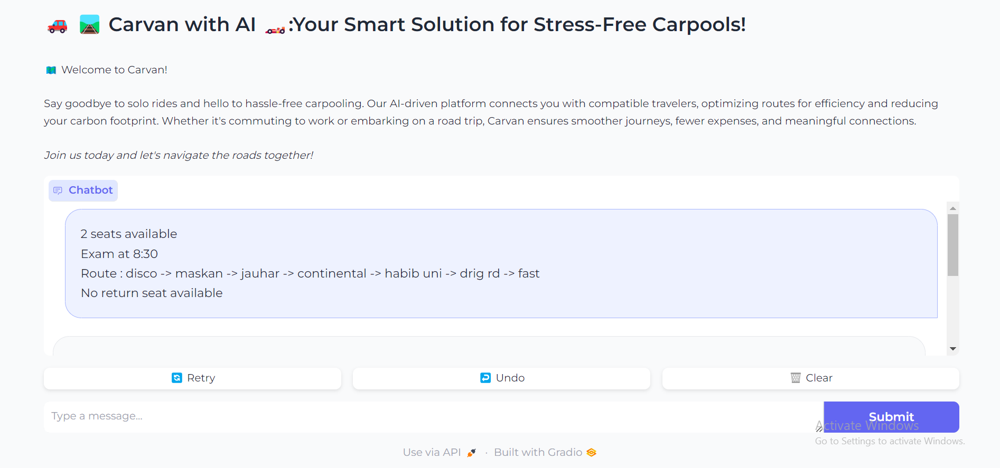 🚗 🛤️ Carvan with AI 🏎️:Your Smart Solution for Stress-Free Carpools!
🗺️ Welcome to Carvan!
Say goodbye to solo rides and hello to hassle-free carpooling. Our AI-driven platform connects you with compatible travelers, optimizing routes for efficiency and reducing
your carbon footprint. Whether it's commuting to work or embarking on a road trip, Carvan ensures smoother journeys, fewer expenses, and meaningful connections.
Join us today and let's navigate the roads together!
Chatbot
2 seats available
Exam at 8:30
Route : disco -> maskan -> jauhar -> continental -> habib uni -> drig rd -> fast
No return seat available
🔄 Retry
↩️ Undo
🗑️ Clear
Type a message...
Submit
Activate Windows
Go to Settings to activate Windows.
Use via API 🚀 · Built with Gradio